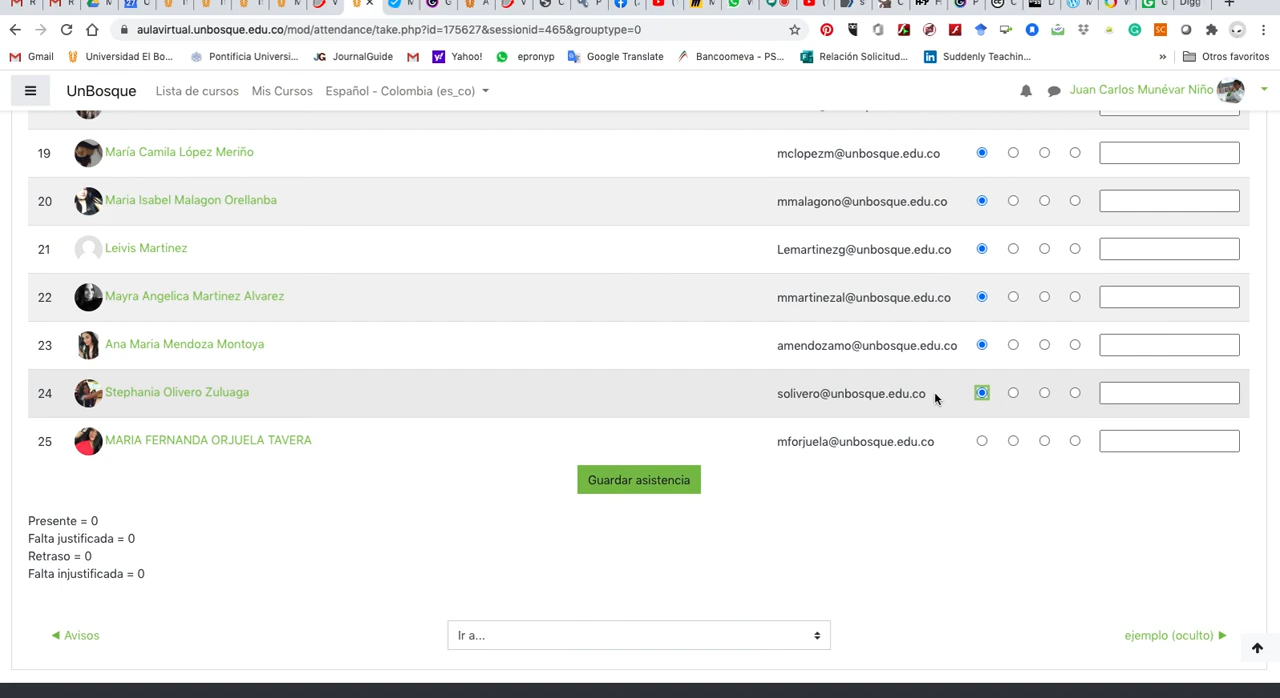 aulavirtual.unbosque.edu.co/mod/attendance/take.php?id=175627&sessionid=465&grouptype=0
Gmail Universidad El Bo... Pontificia Universi... JournalGuide Yahoo! epronyp Google Translate Bancoomeva - PS... Relación Solicitud... Suddenly Teachin... » Otros favoritos
UnBosque Lista de cursos Mis Cursos Español - Colombia (es_co) Juan Carlos Munévar Niño
19 María Camila López Meriño mclopezm@unbosque.edu.co
20 Maria Isabel Malagon Orellanba mmalagono@unbosque.edu.co
21 Leivis Martinez Lemartinezg@unbosque.edu.co
22 Mayra Angelica Martinez Alvarez mmartinezal@unbosque.edu.co
23 Ana Maria Mendoza Montoya amendozamo@unbosque.edu.co
24 Stephania Olivero Zuluaga solivero@unbosque.edu.co
25 MARIA FERNANDA ORJUELA TAVERA mforjuela@unbosque.edu.co
Guardar asistencia
Presente = 0
Falta justificada = 0
Retraso = 0
Falta injustificada = 0
◀ Avisos Ir a... ejemplo (oculto) ▶